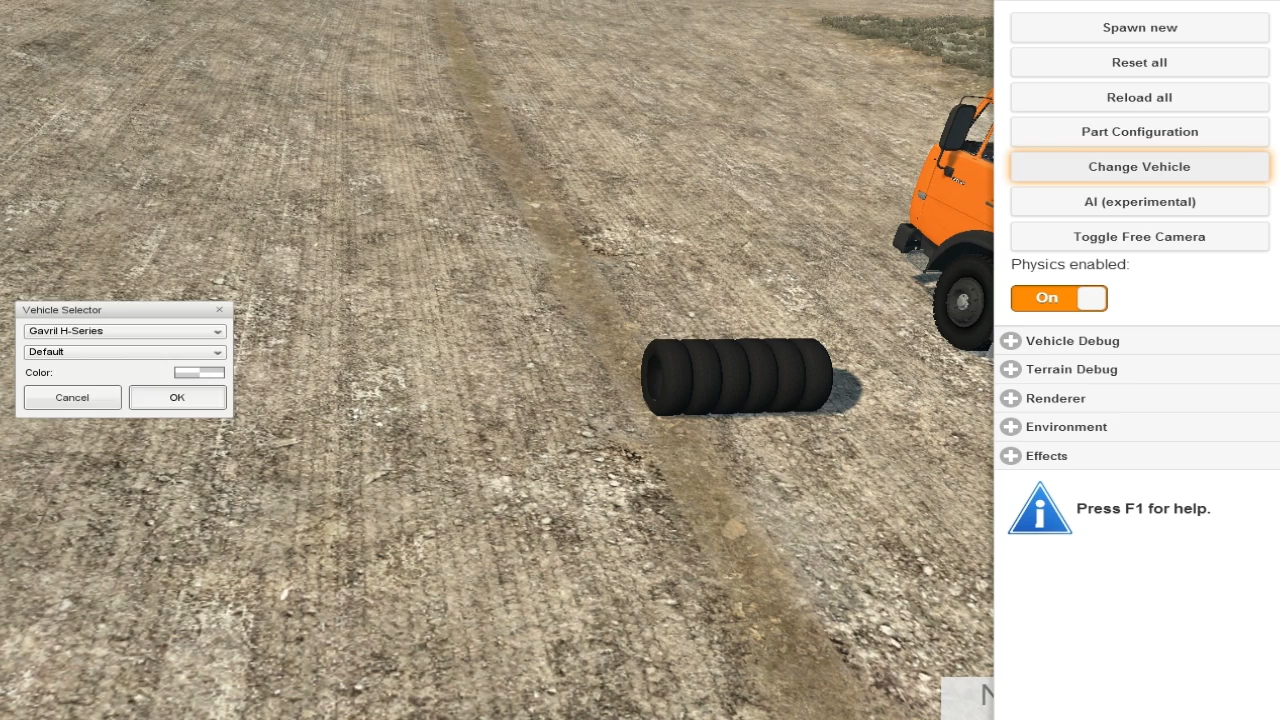 Spawn new
Reset all
Reload all
Part Configuration
Change Vehicle
AI (experimental)
Toggle Free Camera
Physics enabled:
On
Vehicle Debug
Terrain Debug
Renderer
Environment
Effects
Press F1 for help.
Vehicle Selector
Gavril H-Series
Default
Color:
Cancel OK
N